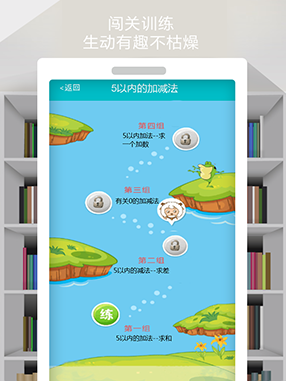 闯关训练
生动有趣不枯燥
<返回
5以内的加减法
第四组
5以内加法--求
一个加数
第三组
有关0的加减法
第二组
5以内的减法--求差
练
第一组
5以内的加法--求和